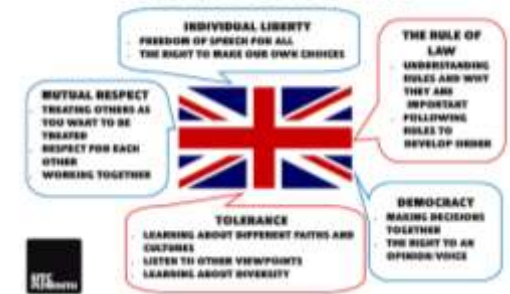 INDIVIDUAL LIBERTY
· FREEDOM OF SPEECH FOR ALL
· THE RIGHT TO MAKE OUR OWN CHOICES
THE RULE OF
LAW
· UNDERSTANDING
RULES AND WHY
THEY ARE
IMPORTANT
· FOLLOWING
RULES TO
DEVELOP ORDER
MUTUAL RESPECT
· TREATING OTHERS AS
YOU WANT TO BE
TREATED
· RESPECT FOR EACH
OTHER
· WORKING TOGETHER
DEMOCRACY
· MAKING DECISIONS
TOGETHER
· THE RIGHT TO AN
OPINION/VOICE
TOLERANCE
· LEARNING ABOUT DIFFERENT FAITHS AND
CULTURES
· LISTEN TO OTHER VIEWPOINTS
· LEARNING ABOUT DIVERSITY